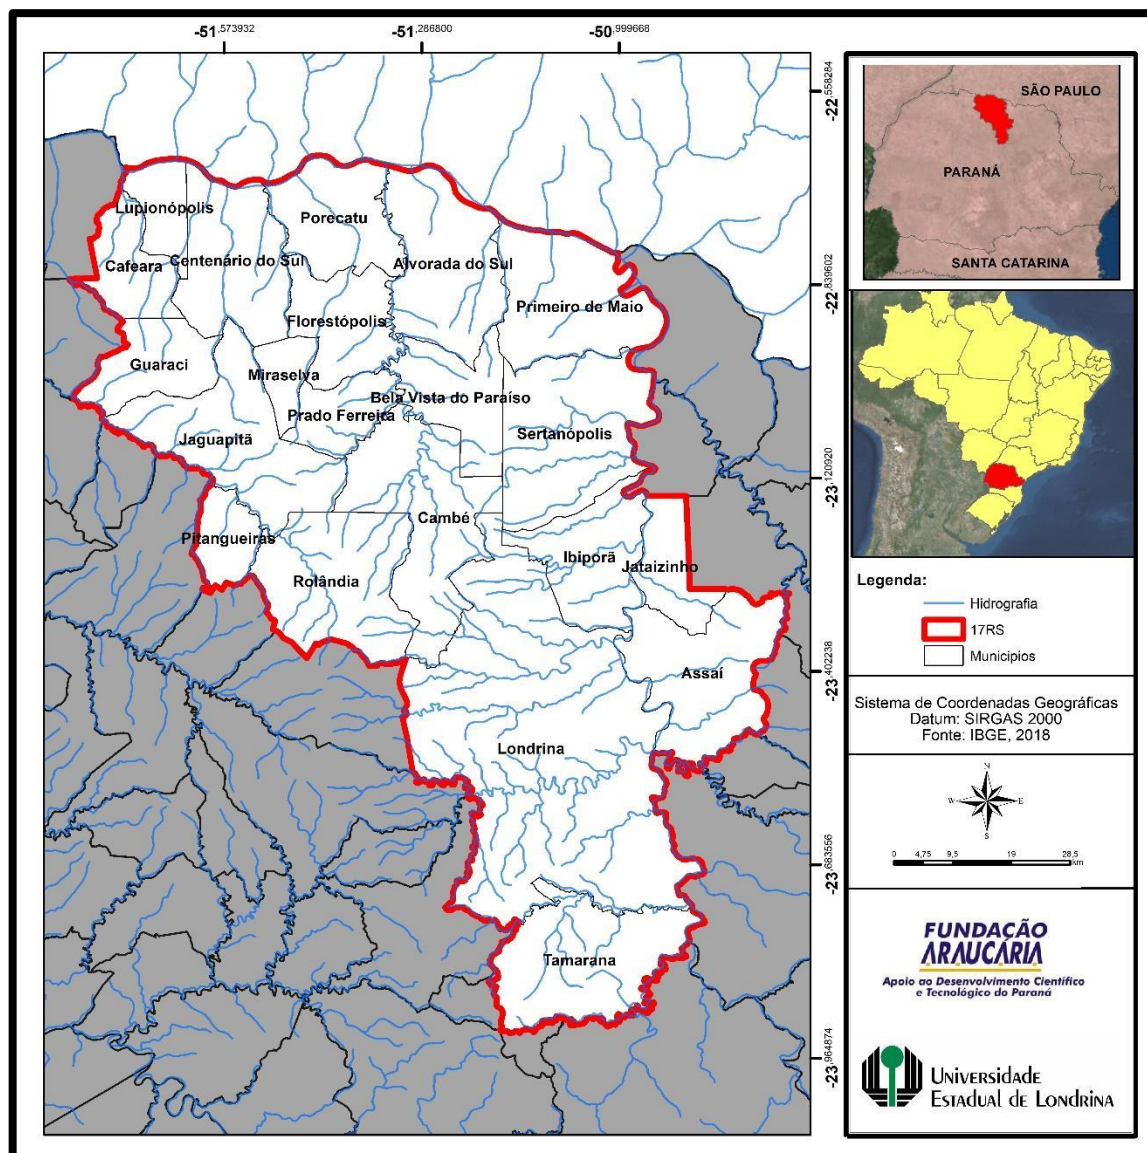 -51,573932
-51,286800
-50,999668
-22,558284
-22,839602
-23,120920
-23,402238
-23,683556
-23,964874
Lupionópolis
Porecatu
Cafeara
Centenário do Sul
Alvorada do Sul
Primeiro de Maio
Florestópolis
Guaraci
Miraselva
Bela Vista do Paraíso
Prado Ferreira
Jaguapitã
Sertanópolis
Cambé
Pitangueiras
Ibiporã
Jataizinho
Rolândia
Assaí
Londrina
Tamarana
SÃO PAULO
PARANÁ
SANTA CATARINA
Legenda:
Hidrografia
17RS
Municipios
Sistema de Coordenadas Geográficas
Datum: SIRGAS 2000
Fonte: IBGE, 2018
N
W
E
S
0 4,75 9,5 19 28,5
km
FUNDAÇÃO
ARAUCÁRIA
Apoio ao Desenvolvimento Científico
e Tecnológico do Paraná
UNIVERSIDADE
ESTADUAL DE LONDRINA